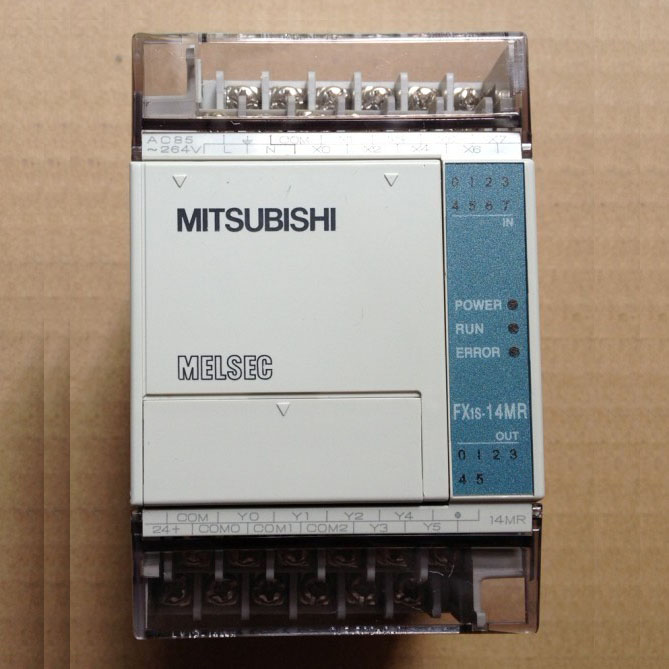 AC85
~264V L N X0 X2 X4 X6
MITSUBISHI
MELSEC
0 1 2 3
4 5 6 7
IN
POWER
RUN
ERROR
FX1S-14MR
OUT
0 1 2 3
4 5
COM Y0 Y1 Y2 Y4
24+ COM0 COM1 COM2 Y3 Y5 14MR